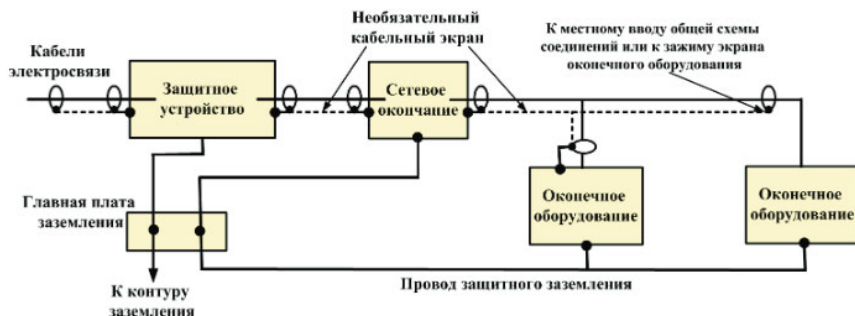 Кабели
электросвязи
Необязательный
кабельный экран
К местному вводу общей схемы
соединений или к зажиму экрана
оконечного оборудования
Защитное
устройство
Сетевое
окончание
Главная плата
заземления
Оконечное
оборудование
Оконечное
оборудование
К контуру
заземления
Провод защитного заземления